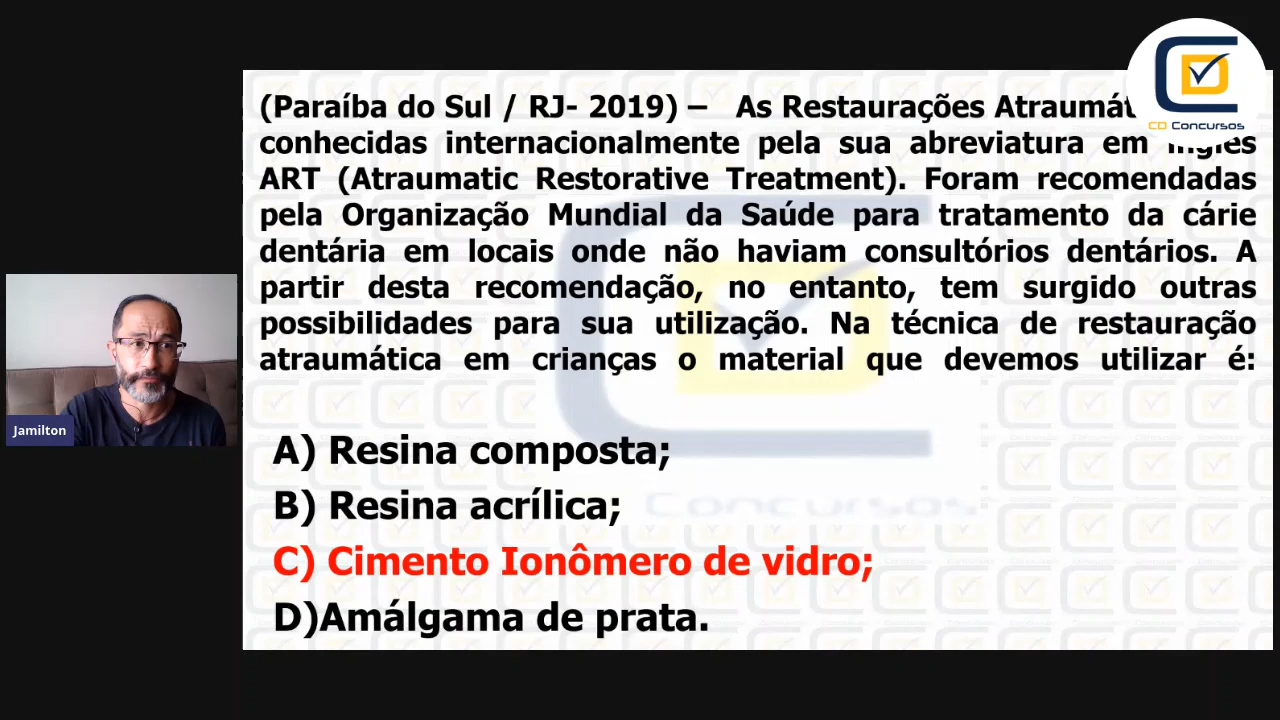 (Paraíba do Sul / RJ- 2019) – As Restaurações
conhecidas internacionalmente pela sua abreviatura em inglês
ART (Atraumatic Restorative Treatment). Foram recomendadas
pela Organização Mundial da Saúde para tratamento da cárie
dentária em locais onde não haviam consultórios dentários. A
partir desta recomendação, no entanto, tem surgido outras
possibilidades para sua utilização. Na técnica de restauração
atraumática em crianças o material que devemos utilizar é:
A) Resina composta;
B) Resina acrílica;
C) Cimento Ionômero de vidro;
D)Amálgama de prata.
CD Concursos
Jamilton
Concursos